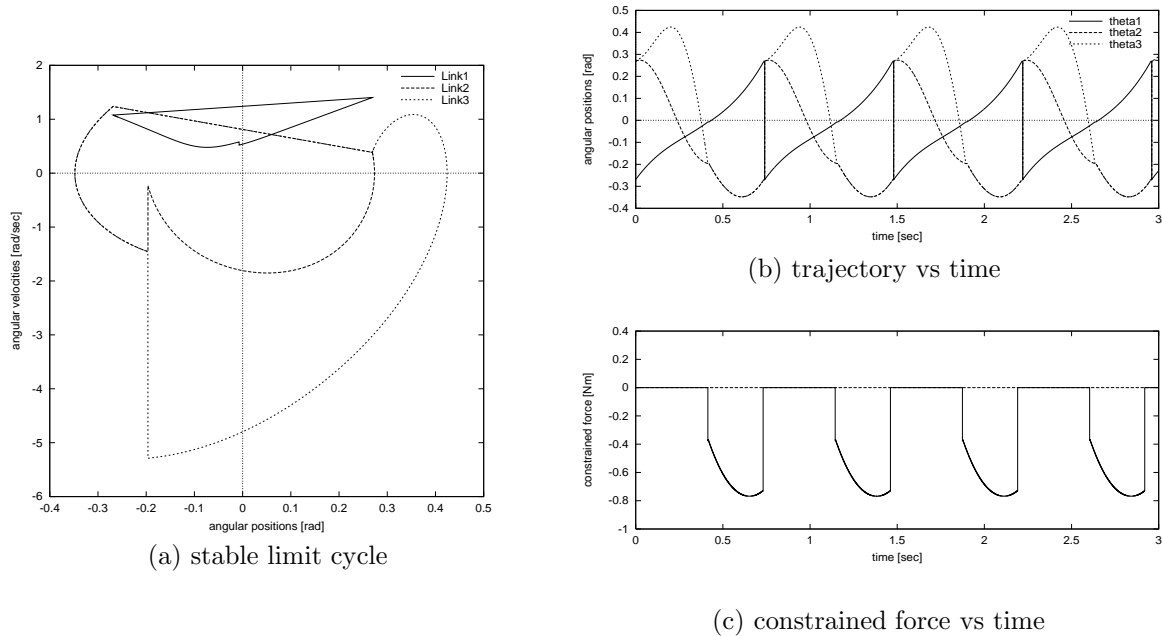 2
1
0
-1
-2
-3
-4
-5
-6
-0.4 -0.3 -0.2 -0.1 0 0.1 0.2 0.3 0.4 0.5
angular velocities [rad/sec]
angular positions [rad]
Link1
Link2
Link3
(a) stable limit cycle
0.5
0.4
0.3
0.2
0.1
0
-0.1
-0.2
-0.3
-0.4
0 0.5 1 1.5 2 2.5 3
angular positions [rad]
time [sec]
theta1
theta2
theta3
(b) trajectory vs time
0.4
0.2
0
-0.2
-0.4
-0.6
-0.8
-1
0 0.5 1 1.5 2 2.5 3
constrained force [Nm]
time [sec]
(c) constrained force vs time